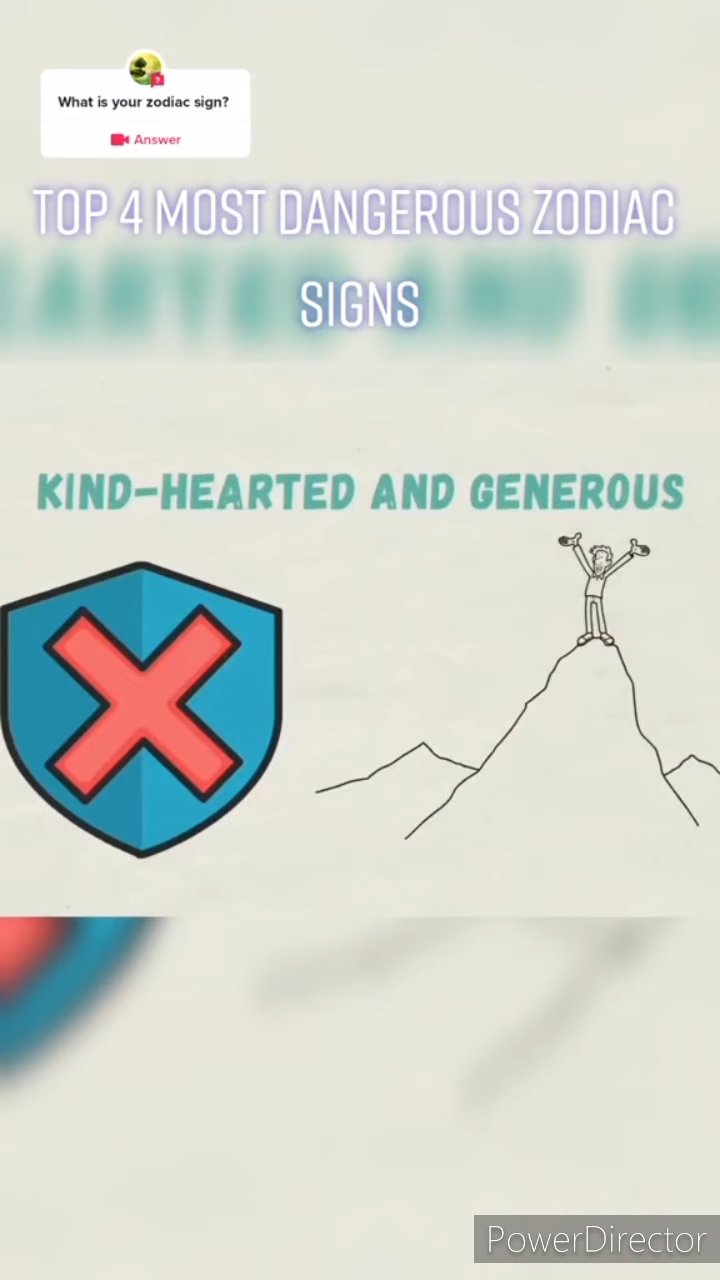 What is your zodiac sign?
Answer
TOP 4 MOST DANGEROUS ZODIAC
SIGNS
KIND-HEARTED AND GENEROUS
PowerDirector